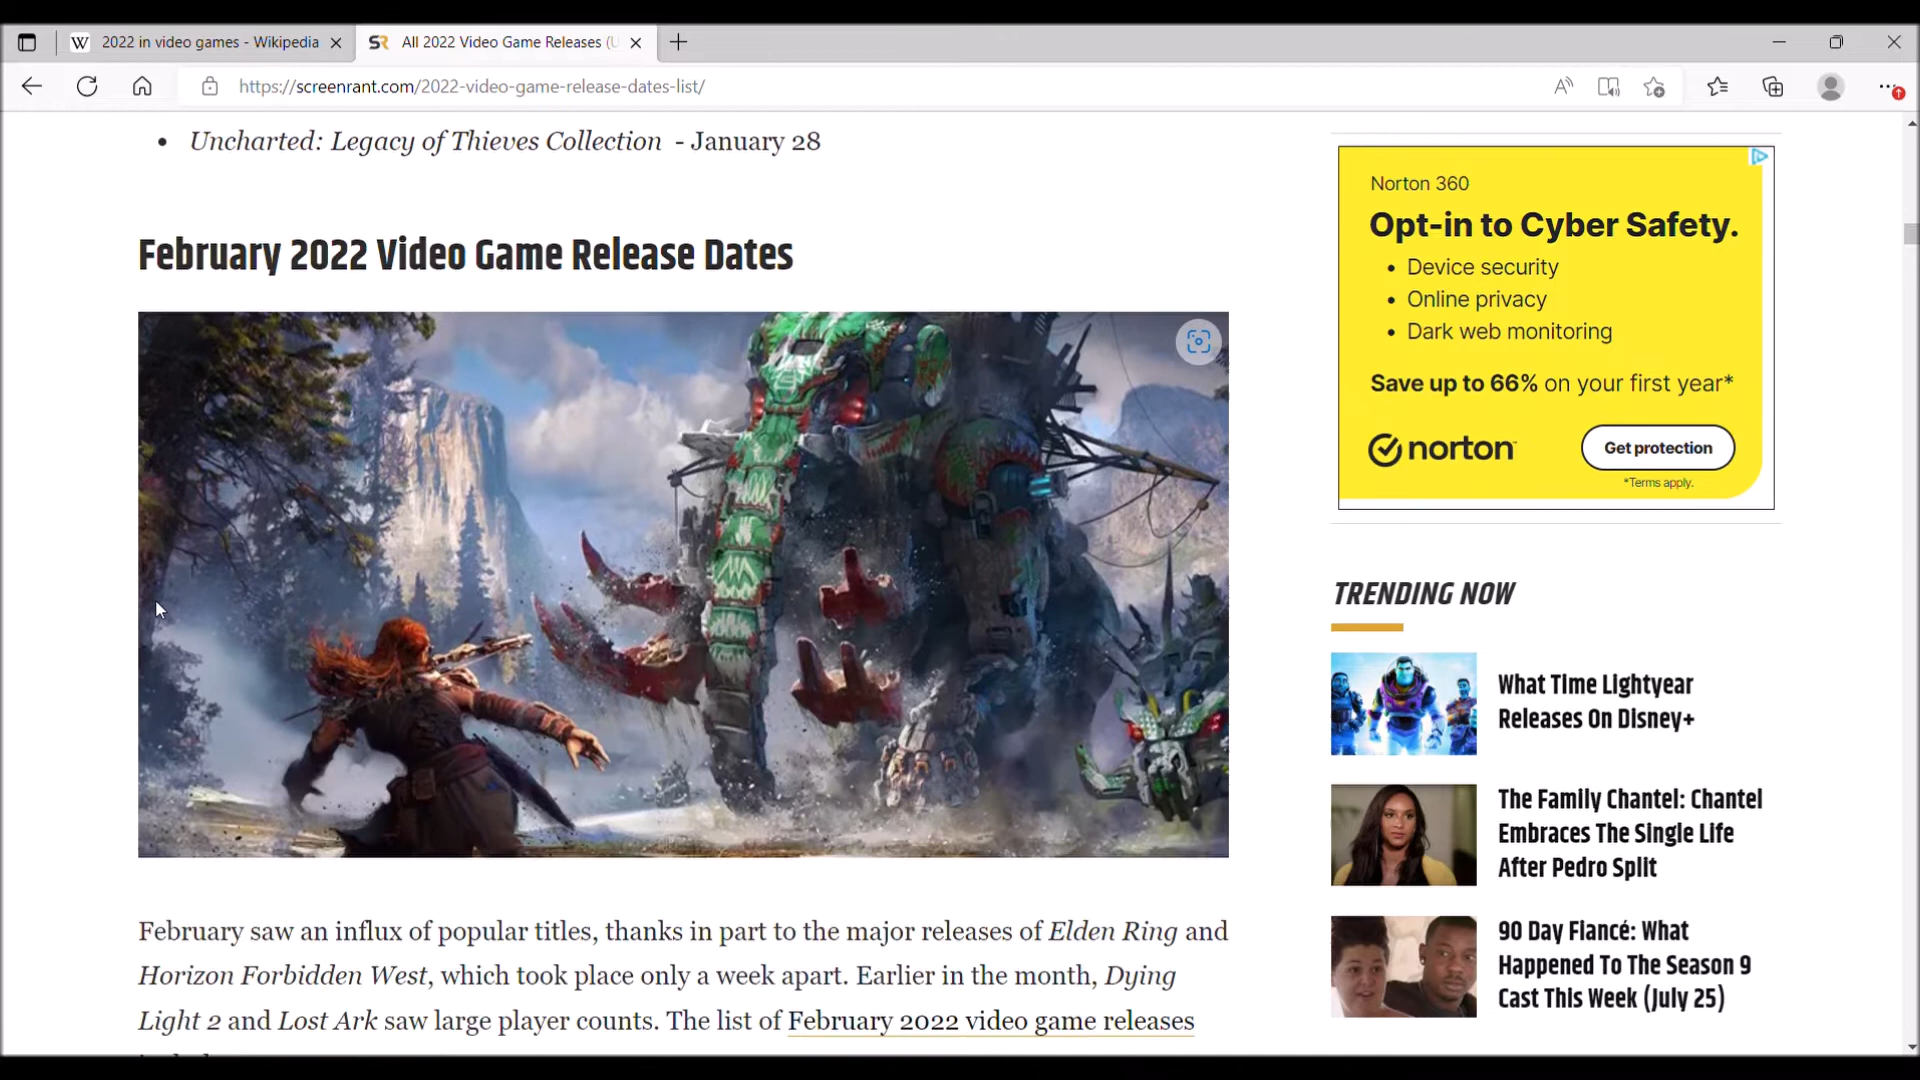 2022 in video games - Wikipedia
SR All 2022 Video Game Releases (U
https://screenrant.com/2022-video-game-release-dates-list/
• Uncharted: Legacy of Thieves Collection - January 28
February 2022 Video Game Release Dates
February saw an influx of popular titles, thanks in part to the major releases of Elden Ring and
Horizon Forbidden West, which took place only a week apart. Earlier in the month, Dying
Light 2 and Lost Ark saw large player counts. The list of February 2022 video game releases
Norton 360
Opt-in to Cyber Safety.
• Device security
• Online privacy
• Dark web monitoring
Save up to 66% on your first year*
norton
Get protection
*Terms apply.
TRENDING NOW
What TIme Lightyear
Releases On Disney+
The Family Chantel: Chantel
Embraces The Single Life
After Pedro Split
90 Day Fiancé: What
Happened To The Season 9
Cast This Week (July 25)